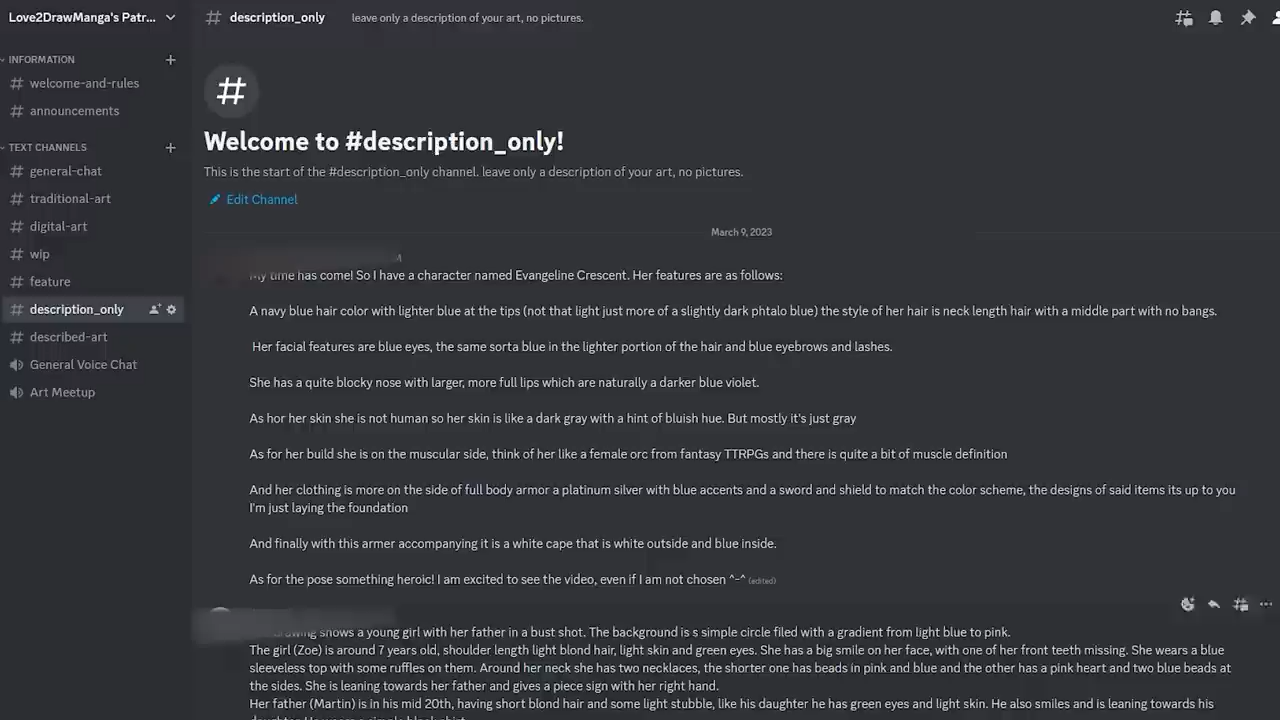 Love2DrawManga's Patr...
description_only
leave only a description of your art, no pictures.
INFORMATION
welcome-and-rules
announcements
TEXT CHANNELS
general-chat
traditional-art
digital-art
wip
feature
description_only
described-art
General Voice Chat
Art Meetup
Welcome to #description_only!
This is the start of the #description_only channel. leave only a description of your art, no pictures.
Edit Channel
March 9, 2023
My time has come! So I have a character named Evangeline Crescent. Her features are as follows:
A navy blue hair color with lighter blue at the tips (not that light just more of a slightly dark phtalo blue) the style of her hair is neck length hair with a middle part with no bangs.
Her facial features are blue eyes, the same sorta blue in the lighter portion of the hair and blue eyebrows and lashes.
She has a quite blocky nose with larger, more full lips which are naturally a darker blue violet.
As hor her skin she is not human so her skin is like a dark gray with a hint of bluish hue. But mostly it's just gray
As for her build she is on the muscular side, think of her like a female orc from fantasy TTRPGs and there is quite a bit of muscle definition
And her clothing is more on the side of full body armor a platinum silver with blue accents and a sword and shield to match the color scheme, the designs of said items its up to you
I'm just laying the foundation
And finally with this armer accompanying it is a white cape that is white outside and blue inside.
As for the pose something heroic! I am excited to see the video, even if I am not chosen ^-^ (edited)
shows a young girl with her father in a bust shot. The background is s simple circle filed with a gradient from light blue to pink.
The girl (Zoe) is around 7 years old, shoulder length light blond hair, light skin and green eyes. She has a big smile on her face, with one of her front teeth missing. She wears a blue
sleeveless top with some ruffles on them. Around her neck she has two necklaces, the shorter one has beads in pink and blue and the other has a pink heart and two blue beads at
the sides. She is leaning towards her father and gives a piece sign with her right hand.
Her father (Martin) is in his mid 20th, having short blond hair and some light stubble, like his daughter he has green eyes and light skin. He also smiles and is leaning towards his